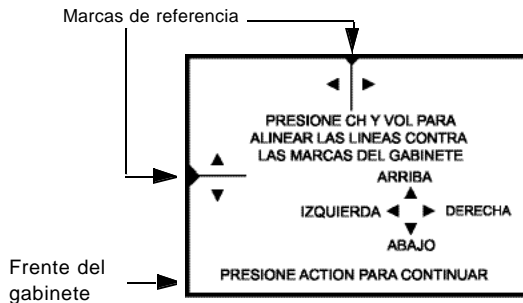 Marcas de referencia
PRESIONE CH Y VOL PARA
ALINEAR LAS LINEAS CONTRA
LAS MARCAS DEL GABINETE
ARRIBA
IZQUIERDA
DERECHA
ABAJO
Frente del
gabinete
PRESIONE ACTION PARA CONTINUAR